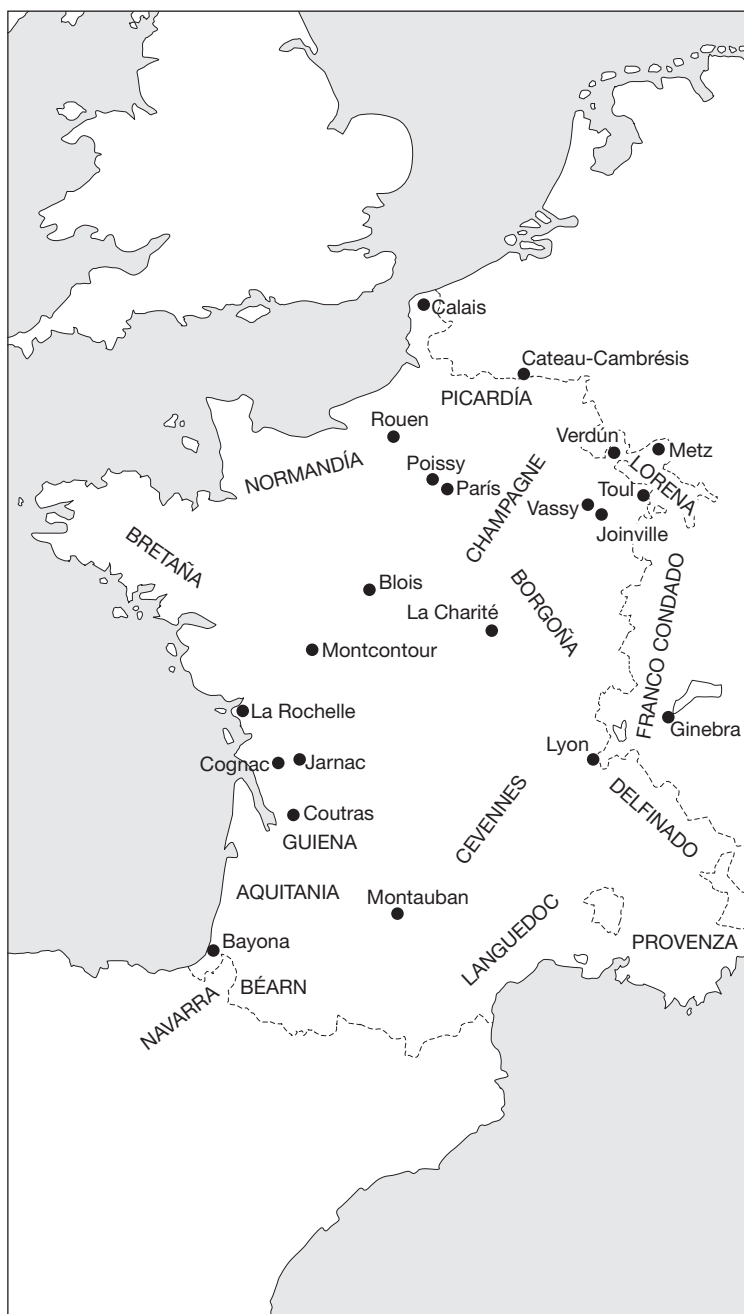 Calais
Cateau-Cambrésis
PICARDÍA
Rouen
Verdún
Metz
NORMANDÍA
Poissy
París
CHAMPAGNE
LORENA
Toul
Vassy
Joinville
BRETAÑA
Blois
La Charité
BORGOÑA
FRANCO CONDADO
Montcontour
La Rochelle
Ginebra
Lyon
Cognac
Jarnac
DELFINADO
Coutras
GUIENA
CEVENNES
AQUITANIA
Montauban
LANGUEDOC
PROVENZA
Bayona
BÉARN
NAVARRA